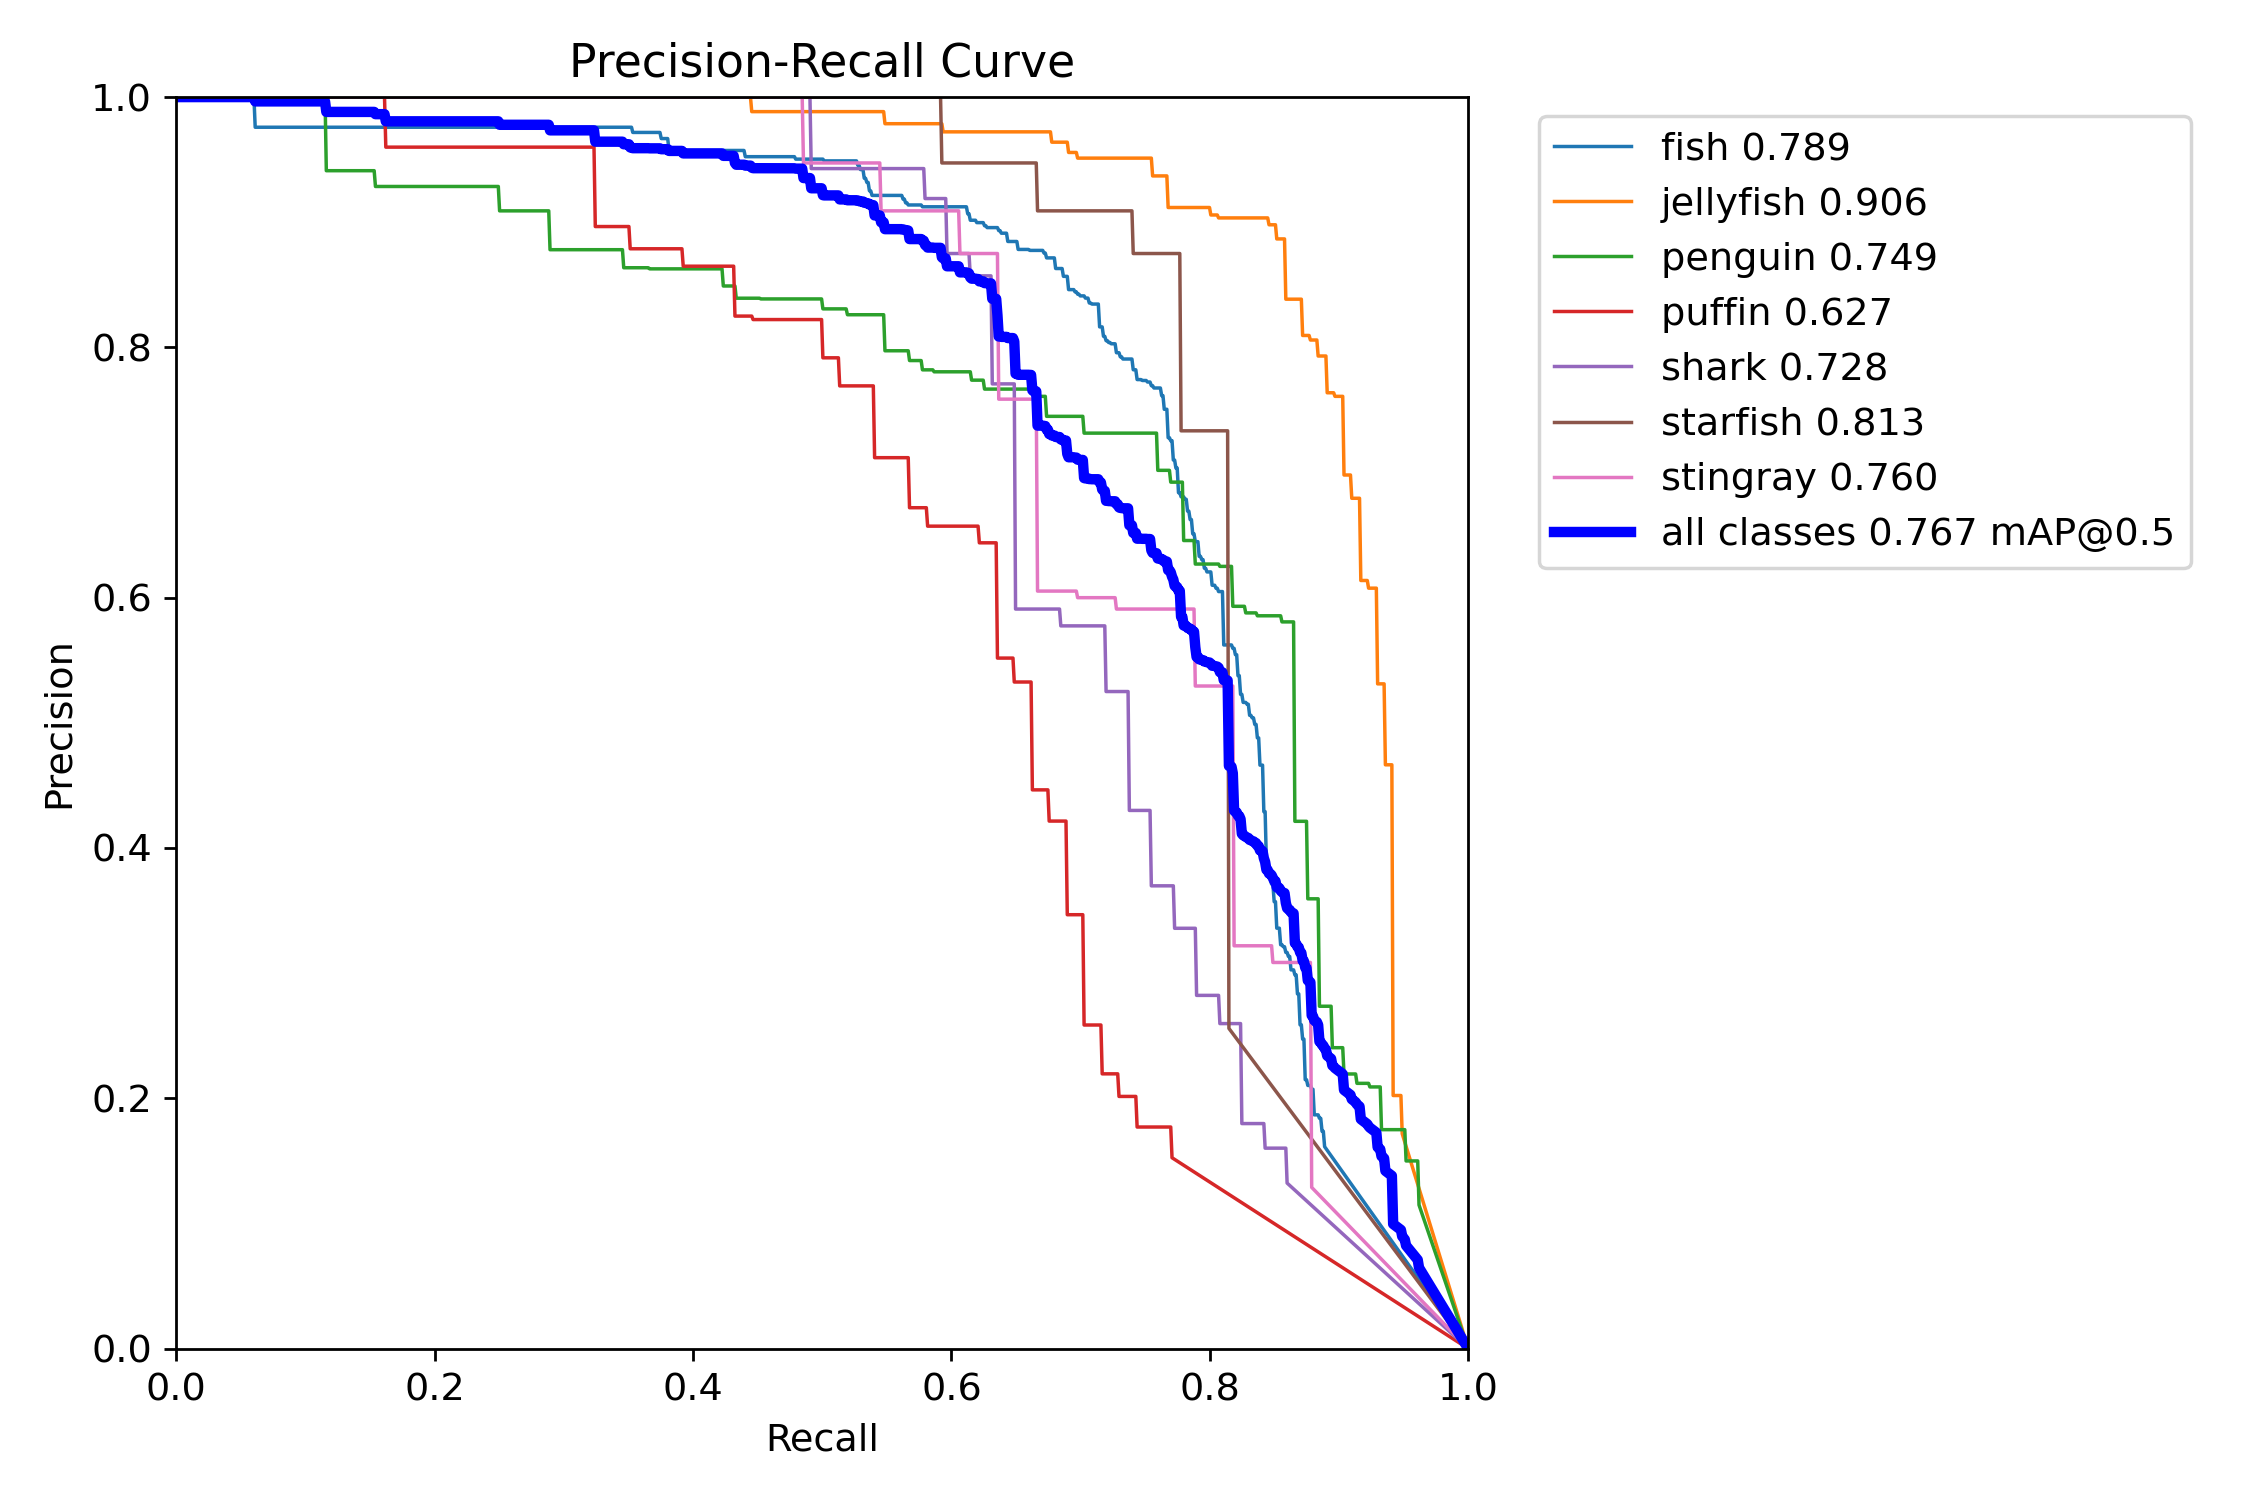 Precision-Recall Curve
1.0
0.8
0.6
0.4
0.2
0.0
Precision
0.0 0.2 0.4 0.6 0.8 1.0
Recall
fish 0.789
jellyfish 0.906
penguin 0.749
puffin 0.627
shark 0.728
starfish 0.813
stingray 0.760
all classes 0.767 mAP@0.5